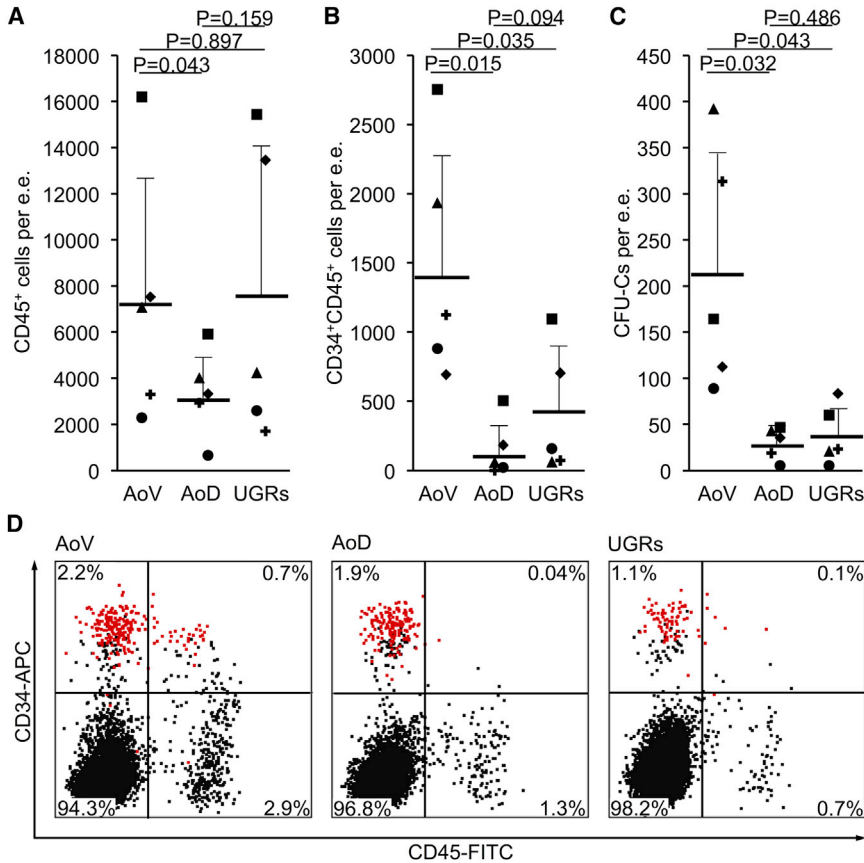 A
P=0.159
P=0.897
P=0.043
18000
16000
14000
12000
10000
8000
6000
4000
2000
0
CD45⁺ cells per e.e.
AoV AoD UGRs
B
P=0.094
P=0.035
P=0.015
3000
2500
2000
1500
1000
500
0
CD34⁺CD45⁺ cells per e.e.
AoV AoD UGRs
C
P=0.486
P=0.043
P=0.032
450
400
350
300
250
200
150
100
50
0
CFU-Cs per e.e.
AoV AoD UGRs
D
AoV
2.2% 0.7%
94.3% 2.9%
AoD
1.9% 0.04%
96.8% 1.3%
UGRs
1.1% 0.1%
98.2% 0.7%
CD34-APC
CD45-FITC